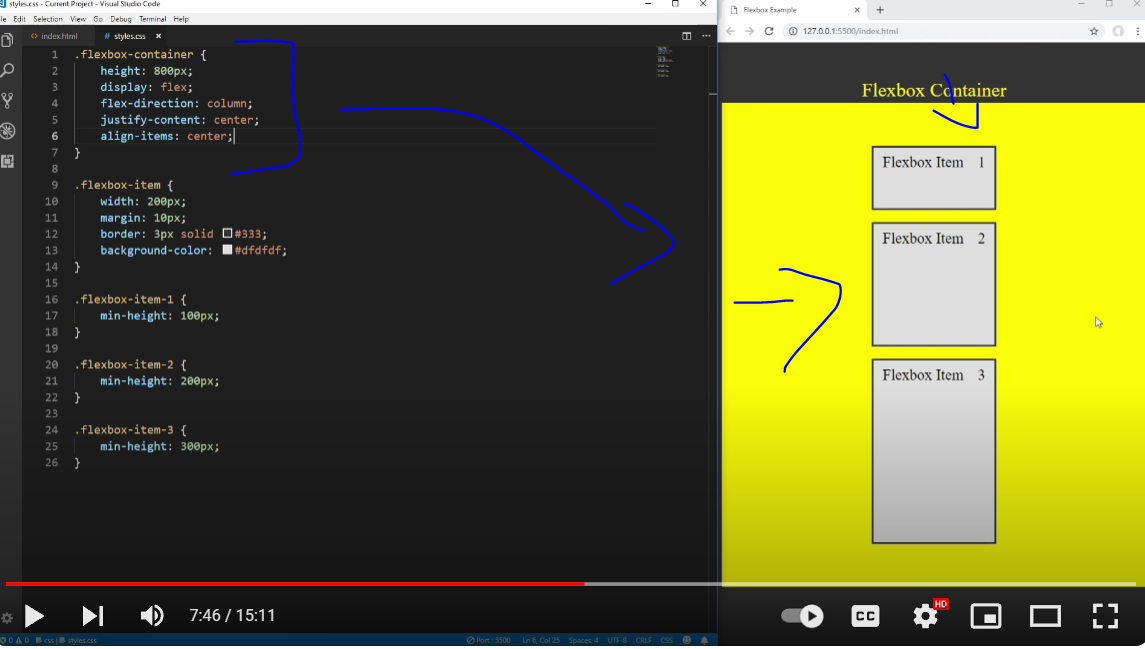 styles.css - Current Project - Visual Studio Code
Edit Selection View Go Debug Terminal Help
<> index.html # styles.css ×
1 .flexbox-container {
2 height: 800px;
3 display: flex;
4 flex-direction: column;
5 justify-content: center;
6 align-items: center;
7 }
8
9 .flexbox-item {
10 width: 200px;
11 margin: 10px;
12 border: 3px solid #333;
13 background-color: #dfdfdf;
14 }
15
16 .flexbox-item-1 {
17 min-height: 100px;
18 }
19
20 .flexbox-item-2 {
21 min-height: 200px;
22 }
23
24 .flexbox-item-3 {
25 min-height: 300px;
26 }
Flexbox Example
127.0.0.1:5500/index.html
Flexbox Container
Flexbox Item 1
Flexbox Item 2
Flexbox Item 3
7:46 / 15:11
CC
HD
0 0 css styles.css Port : 5500 Ln 6, Col 25 Spaces: 4 UTF-8 CRLF CSS